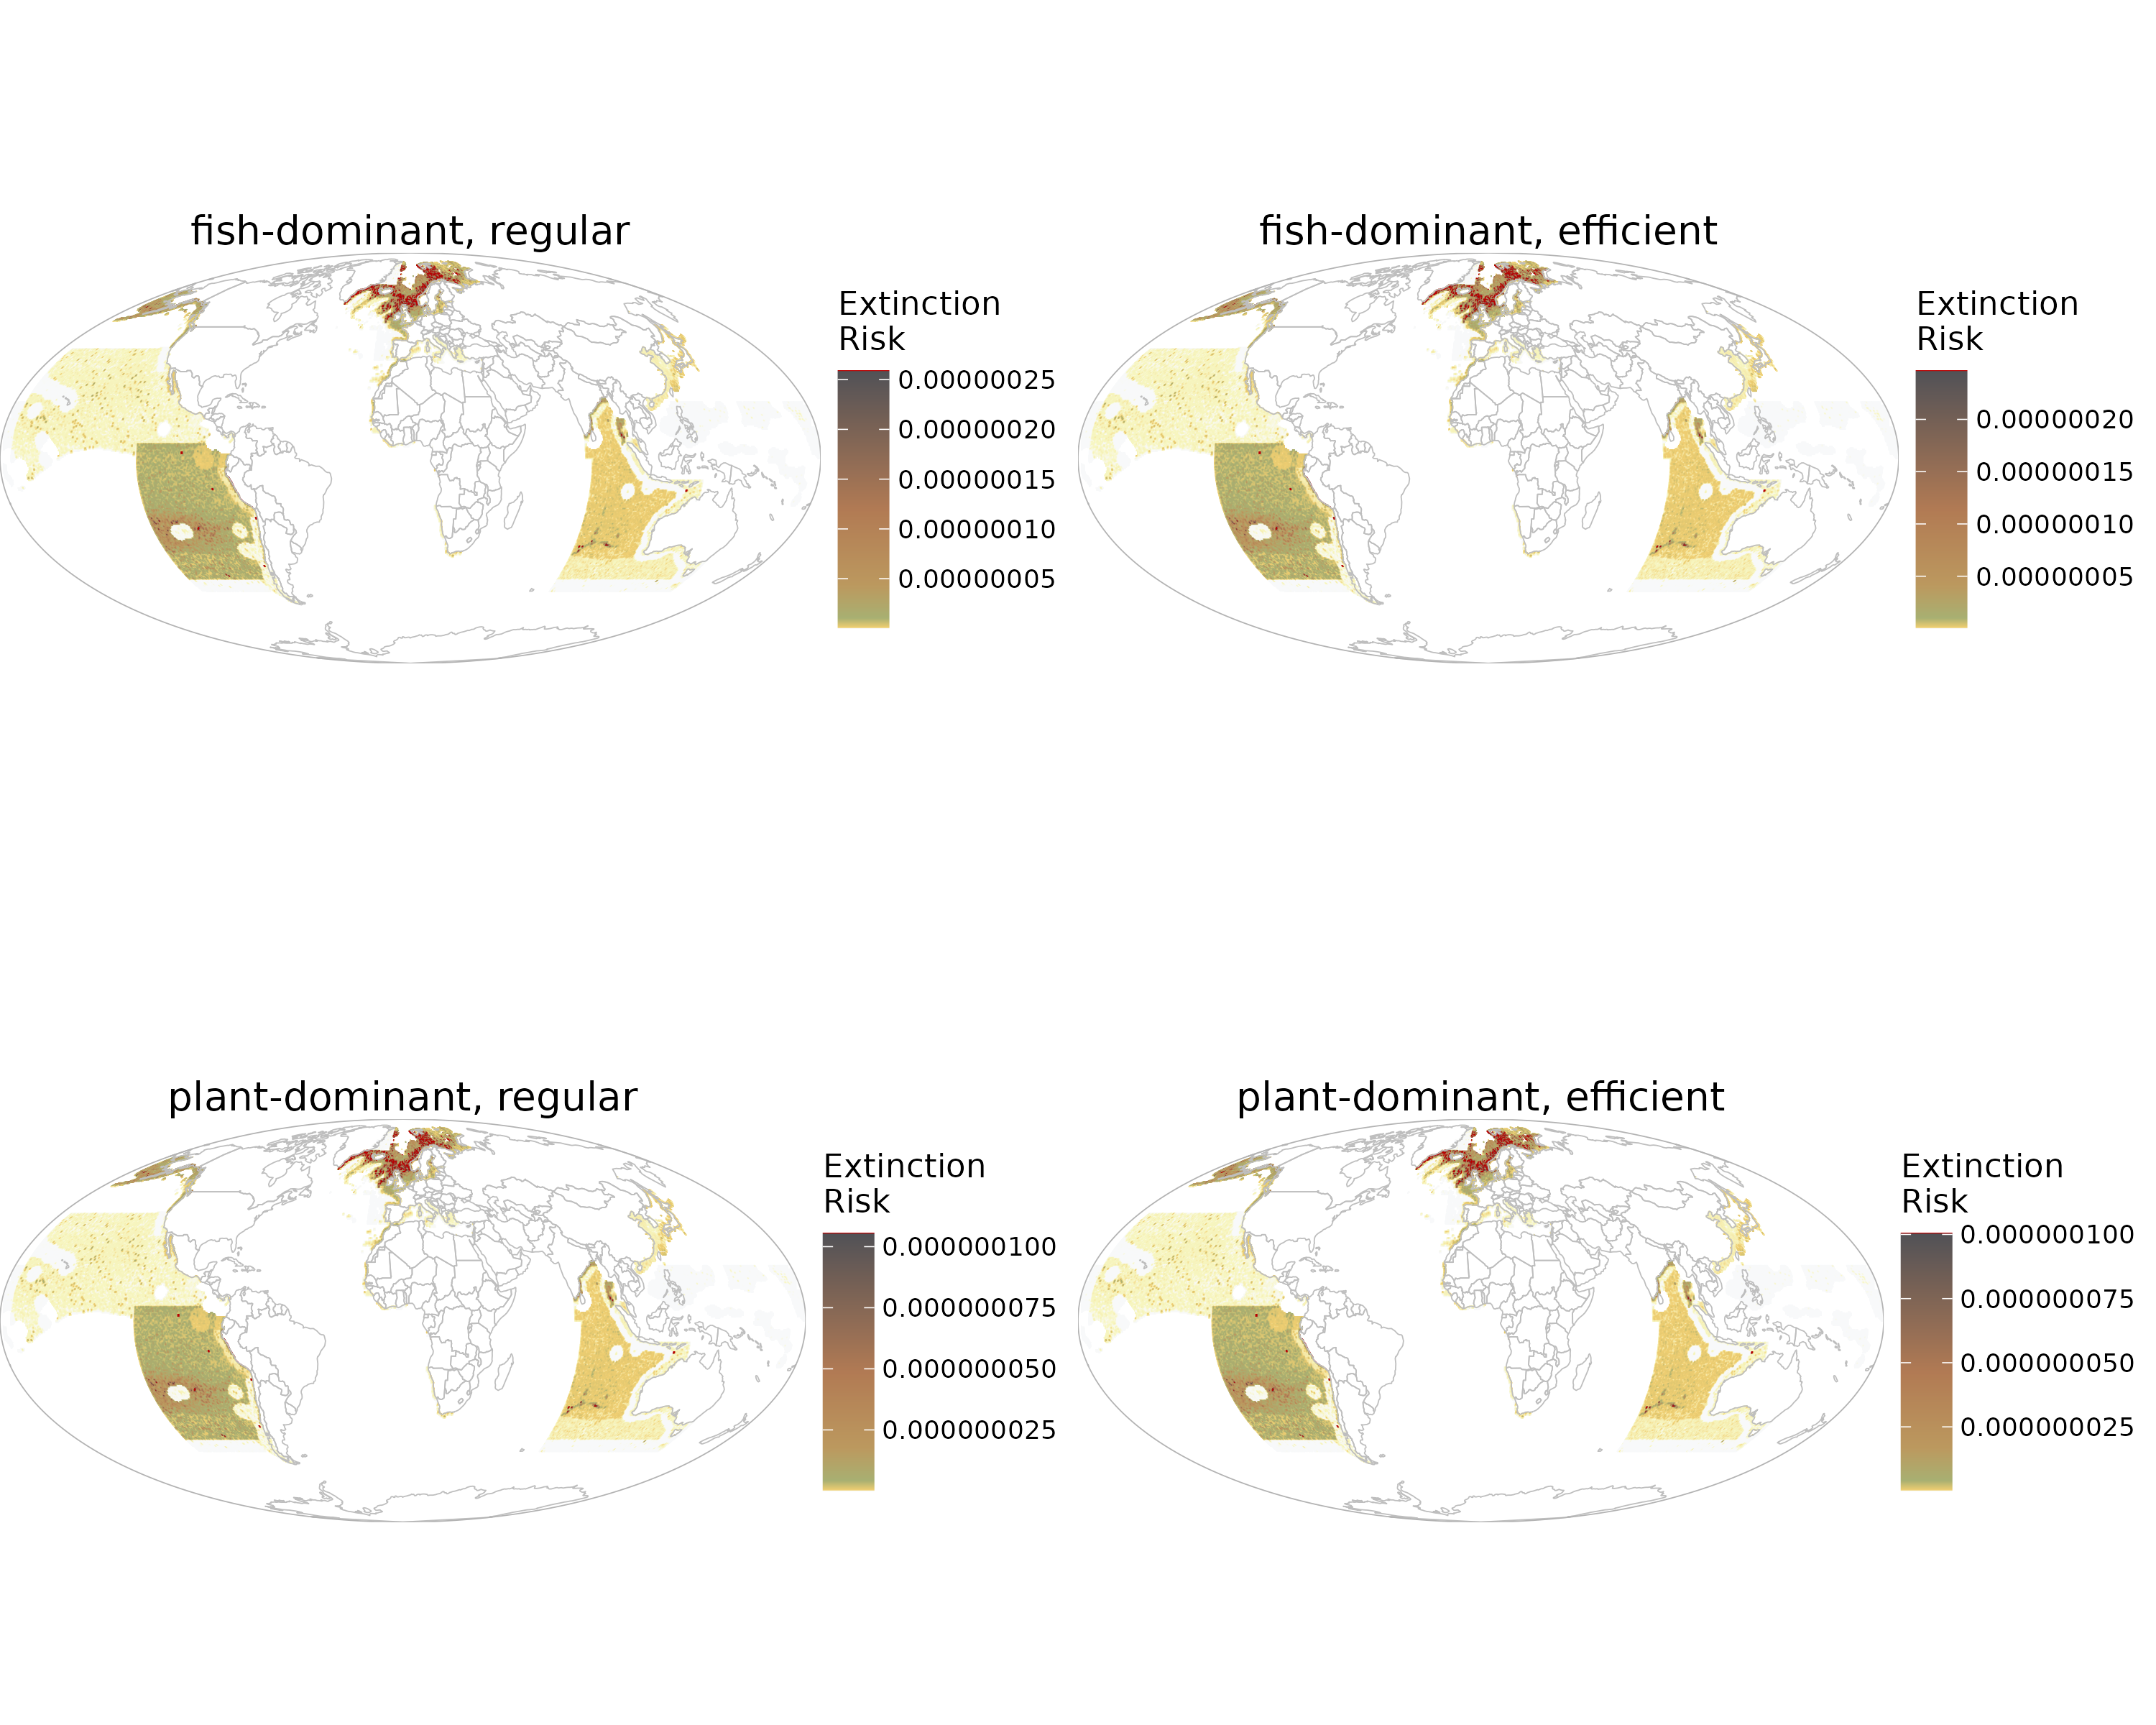 fish-dominant, regular
Extinction
Risk
0.00000025
0.00000020
0.00000015
0.00000010
0.00000005
fish-dominant, efficient
Extinction
Risk
0.00000020
0.00000015
0.00000010
0.00000005
plant-dominant, regular
Extinction
Risk
0.000000100
0.000000075
0.000000050
0.000000025
plant-dominant, efficient
Extinction
Risk
0.000000100
0.000000075
0.000000050
0.000000025